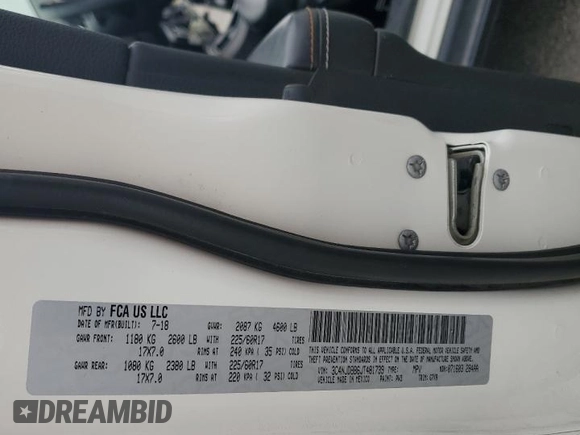 MFD BY FCA US LLC
DATE OF MFR(BUILT): 7-18 GVWR: 2087 KG 4600 LB
GAWR FRONT: 1180 KG 2600 LB WITH 225/60R17
17X7.0 RIMS AT 240 KPA ( 35 PSI) COLD
GAWR REAR: 1080 KG 2380 LB WITH 225/60R17
17X7.0 RIMS AT 220 KPA ( 32 PSI) COLD
THIS VEHICLE CONFORMS TO ALL APPLICABLE U.S.A. FEDERAL MOTOR VEHICLE SAFETY AND
THEFT PREVENTION STANDARDS IN EFFECT ON THE DATE OF MANUFACTURE SHOWN ABOVE.
TYPE: MPV
MADE IN MEXICO PAINT: PW3
DREAMBID